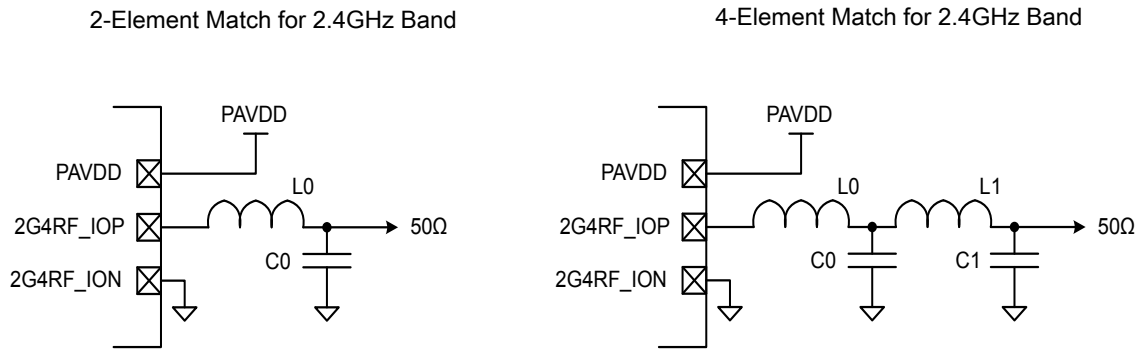 2-Element Match for 2.4GHz Band
PAVDD
PAVDD
L0
2G4RF_IOP
50Ω
C0
2G4RF_ION
4-Element Match for 2.4GHz Band
PAVDD
PAVDD
L0
L1
2G4RF_IOP
50Ω
C0
C1
2G4RF_ION